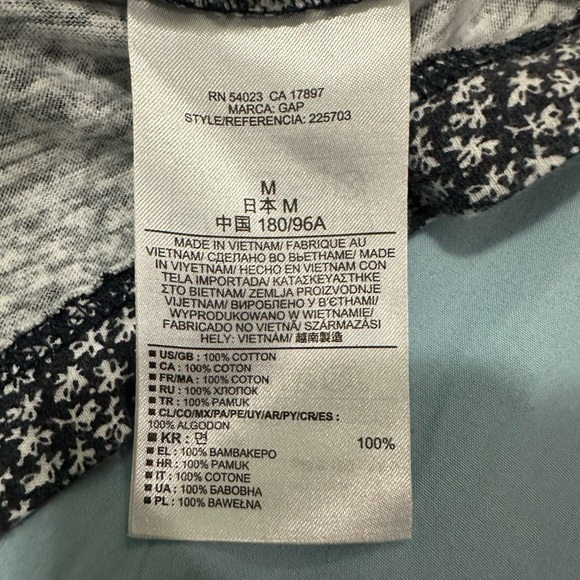 RN 54023 CA 17897
MARCA: GAP
STYLE/REFERENCIA: 225703
M
日本 M
中国 180/96A
MADE IN VIETNAM/ FABRIQUE AU
VIETNAM/ СДЕЛАНО ВО ВЬЕТНАМЕ/ MADE
IN VIYETNAM/ HECHO EN VIETNAM CON
TELA IMPORTADA/ ΚΑΤΑΣΚΕΥΑΣΤΗΚΕ
ΣΤΟ ΒΙΕΤΝΑΜ/ ZEMLJA PROIZVODNJE
VIJETNAM/ ВИРОБЛЕНО У В'ЄТНАМІ/
WYPRODUKOWANO W WIETNAMIE/
FABRICADO NO VIETNÃ/ SZÁRMAZÁSI
HELY: VIETNAM/ 越南製造
US/GB : 100% COTTON
CA : 100% COTON
FR/MA : 100% COTON
RU : 100% ХЛОПОК
TR : 100% PAMUK
CL/CO/MX/PA/PE/UY/AR/PY/CR/ES :
100% ALGODON
KR : 면 100%
EL : 100% ΒΑΜΒΑΚΕΡΟ
HR : 100% PAMUK
IT : 100% COTONE
UA : 100% БАВОВНА
PL : 100% BAWEŁNA